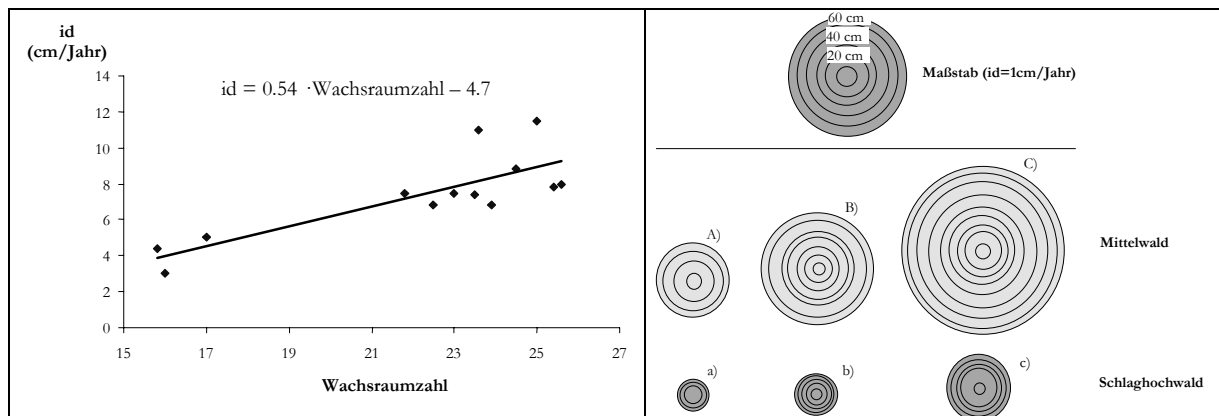 id
(cm/Jahr)
id = 0.54 ·Wachsraumzahl – 4.7
14
12
10
8
6
4
2
0
15
17
19
21
23
25
27
Wachsraumzahl
60 cm
40 cm
20 cm
Maßstab (id=1cm/Jahr)
A)
B)
C)
Mittelwald
a)
b)
c)
Schlaghochwald